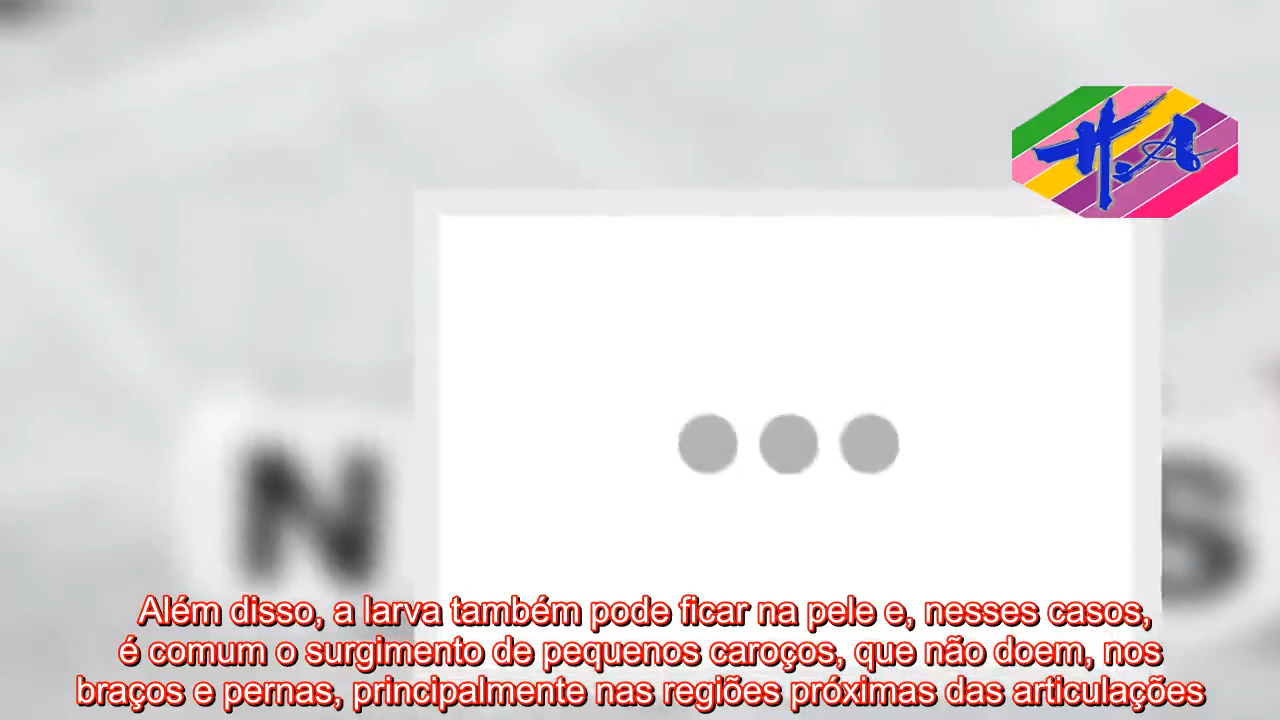 H.A
N S
Além disso, a larva também pode ficar na pele e, nesses casos,
é comum o surgimento de pequenos caroços, que não doem, nos
braços e pernas, principalmente nas regiões próximas das articulações